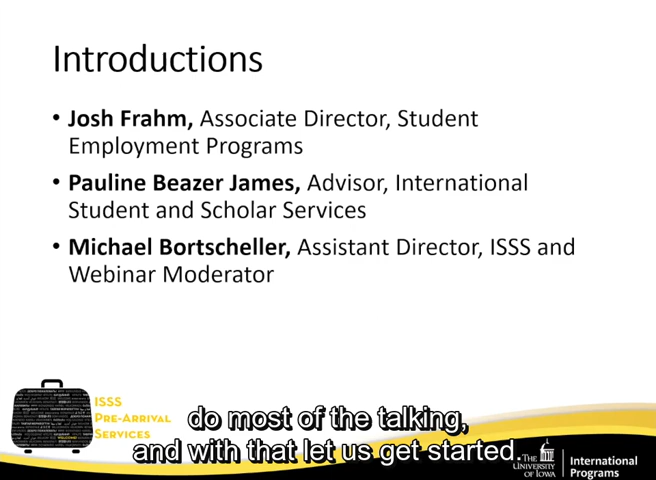 Introductions
• Josh Frahm, Associate Director, Student
Employment Programs
• Pauline Beazer James, Advisor, International
Student and Scholar Services
• Michael Bortscheller, Assistant Director, ISSS and
Webinar Moderator
ISSS
PRE-ARRIVAL
SERVICES
do most of the talking,
and with that let us get started.
THE
UNIVERSITY
OF IOWA
International
Programs